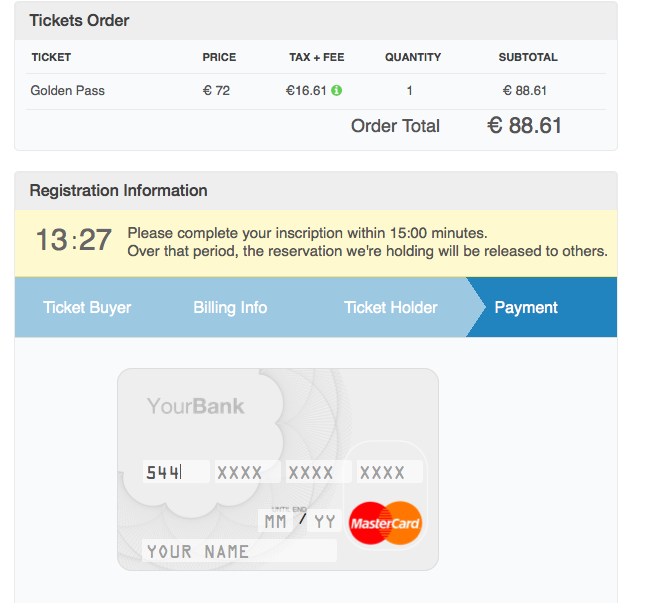 Tickets Order
TICKET PRICE TAX + FEE QUANTITY SUBTOTAL
Golden Pass € 72 €16.61 i 1 € 88.61
Order Total € 88.61
Registration Information
13:27 Please complete your inscription within 15:00 minutes.
Over that period, the reservation we're holding will be released to others.
Ticket Buyer Billing Info Ticket Holder Payment
YourBank
544 XXXX XXXX XXXX
UNTIL END
MM / YY
MasterCard
YOUR NAME